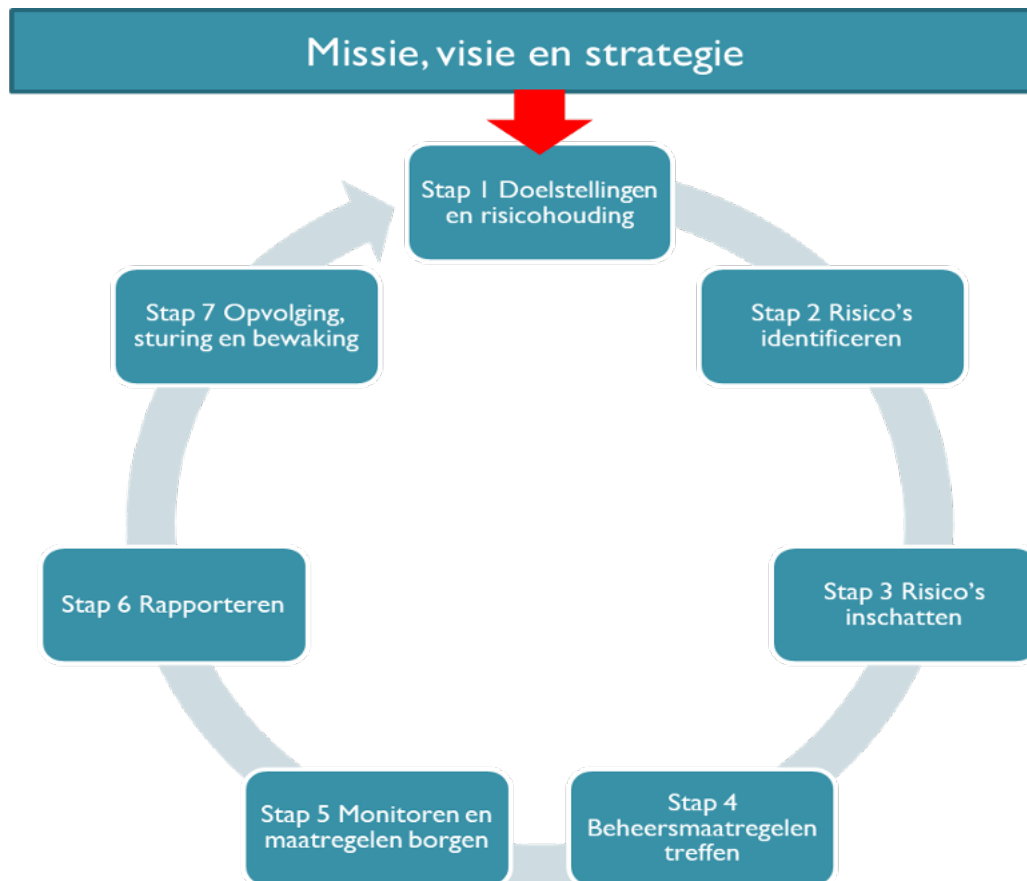 Missie, visie en strategie
Stap 1 Doelstellingen
en risicohouding
Stap 2 Risico's
identificeren
Stap 3 Risico's
inschatten
Stap 4
Beheersmaatregelen
treffen
Stap 5 Monitoren en
maatregelen borgen
Stap 6 Rapporteren
Stap 7 Opvolging,
sturing en bewaking